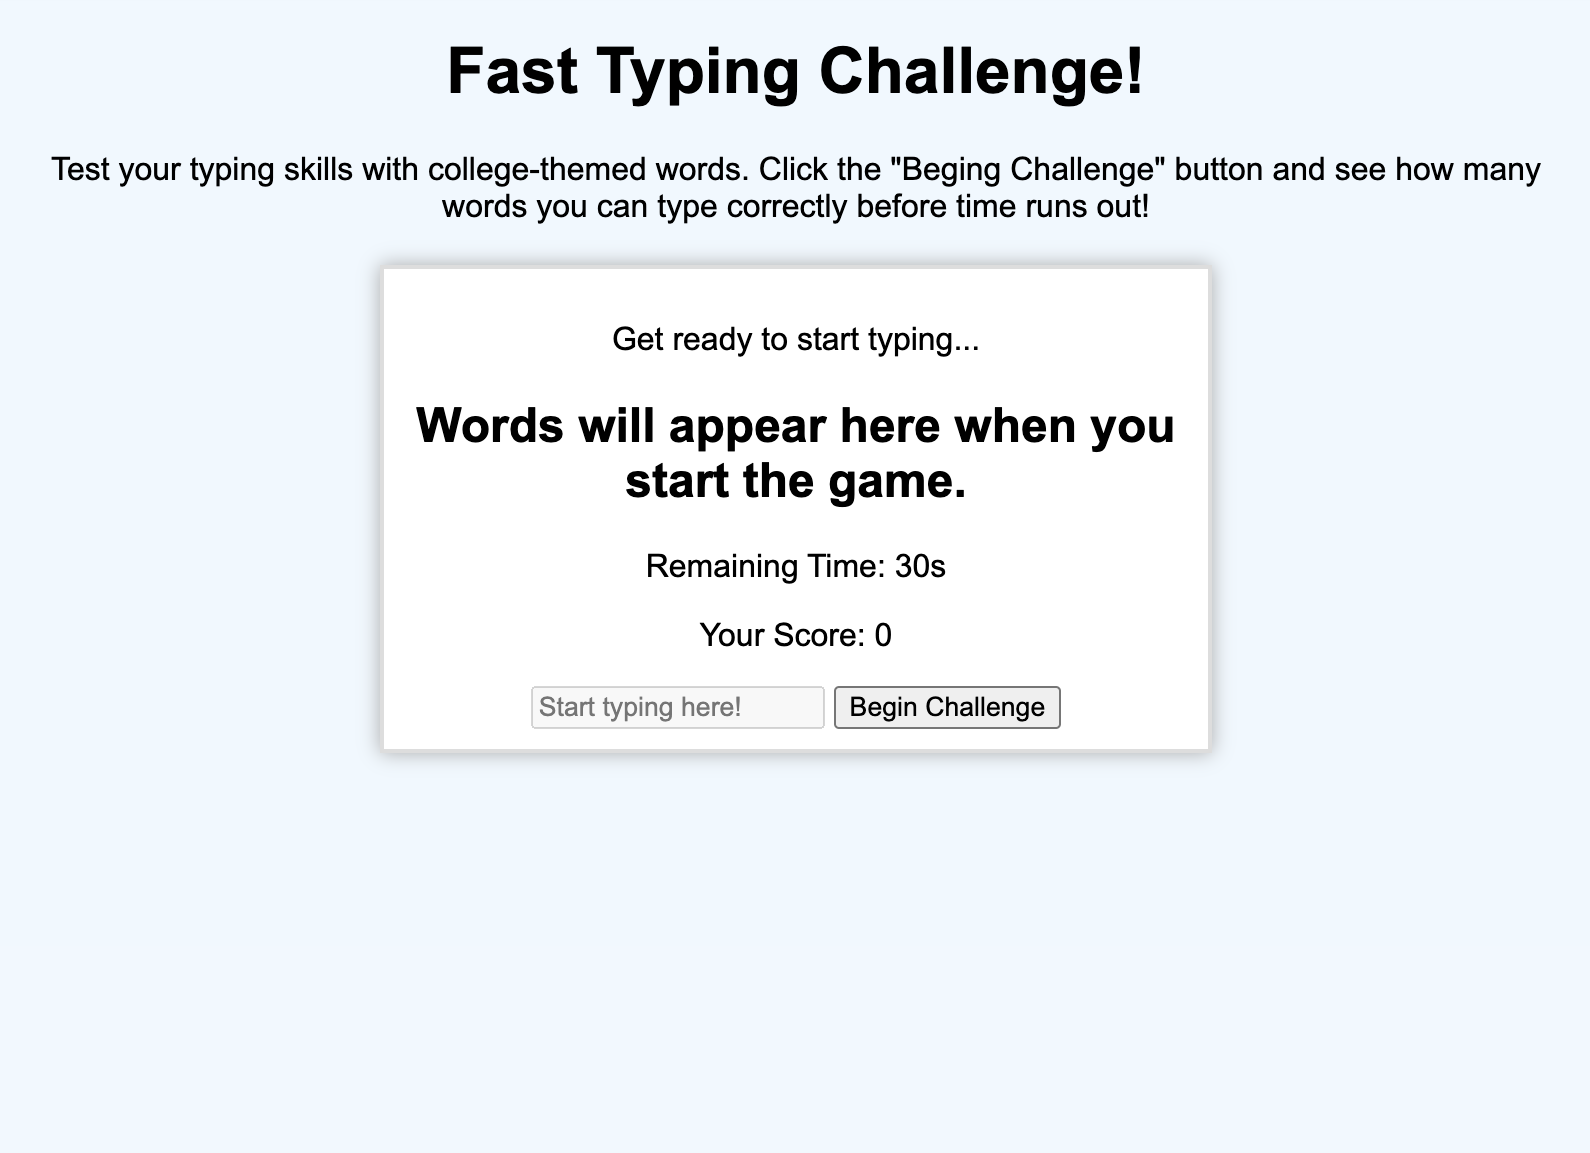 Fast Typing Challenge!
Test your typing skills with college-themed words. Click the "Beging Challenge" button and see how many
words you can type correctly before time runs out!
Get ready to start typing...
Words will appear here when you
start the game.
Remaining Time: 30s
Your Score: 0
Start typing here! Begin Challenge